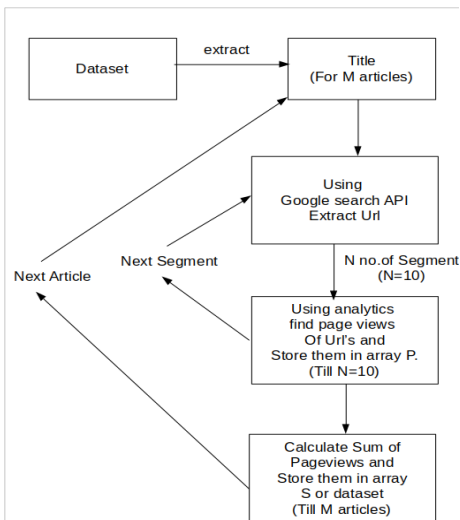 extract
Dataset
Title
(For M articles)
Using
Google search API
Extract Url
Next Segment
N no.of Segment
(N=10)
Next Article
Using analytics
find page views
Of Url's and
Store them in array P.
(Till N=10)
Calculate Sum of
Pageviews and
Store them in array
S or dataset
(Till M articles)